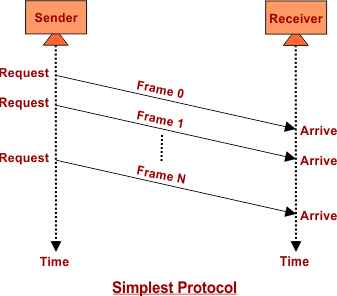 Sender
Receiver
Request
Frame 0
Request
Frame 1
Arrive
Request
Arrive
Frame N
Arrive
Time
Time
Simplest Protocol